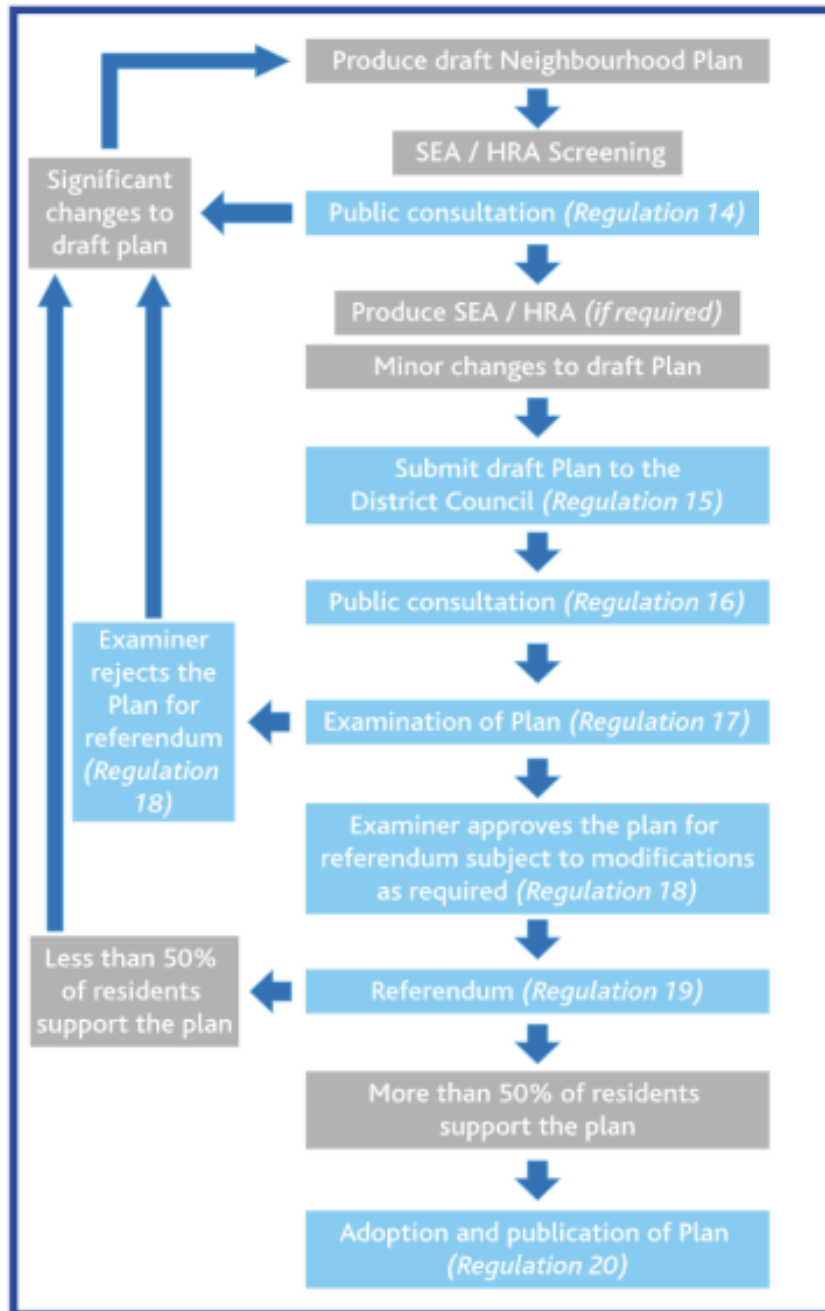 Produce draft Neighbourhood Plan
SEA / HRA Screening
Significant
changes to
draft plan
Public consultation (Regulation 14)
Produce SEA / HRA (if required)
Minor changes to draft Plan
Submit draft Plan to the
District Council (Regulation 15)
Public consultation (Regulation 16)
Examiner
rejects the
Plan for
referendum
(Regulation
18)
Examination of Plan (Regulation 17)
Examiner approves the plan for
referendum subject to modifications
as required (Regulation 18)
Less than 50%
of residents
support the plan
Referendum (Regulation 19)
More than 50% of residents
support the plan
Adoption and publication of Plan
(Regulation 20)